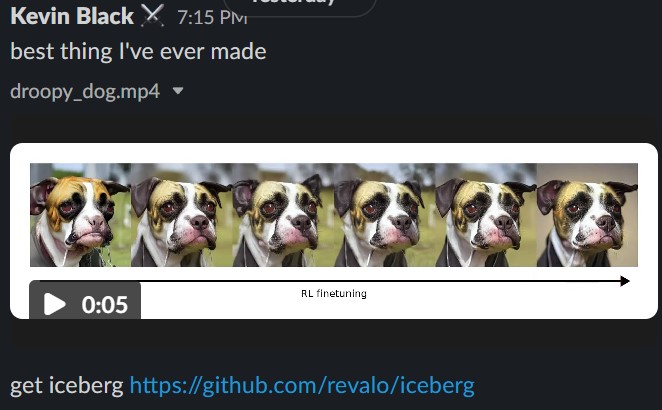 Yesterday
Kevin Black 7:15 PM
best thing I've ever made
droopy_dog.mp4
RL finetuning
0:05
get iceberg https://github.com/revalo/iceberg